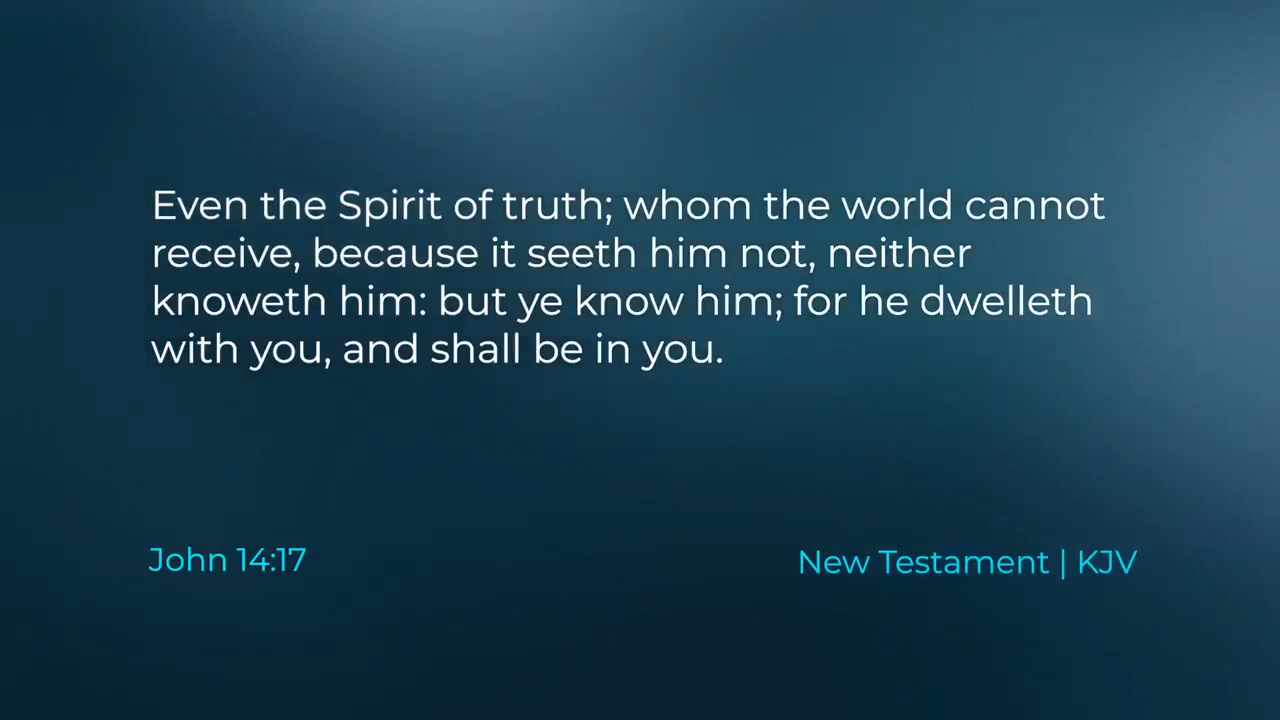 Even the Spirit of truth; whom the world cannot
receive, because it seeth him not, neither
knoweth him: but ye know him; for he dwelleth
with you, and shall be in you.
John 14:17
New Testament | KJV